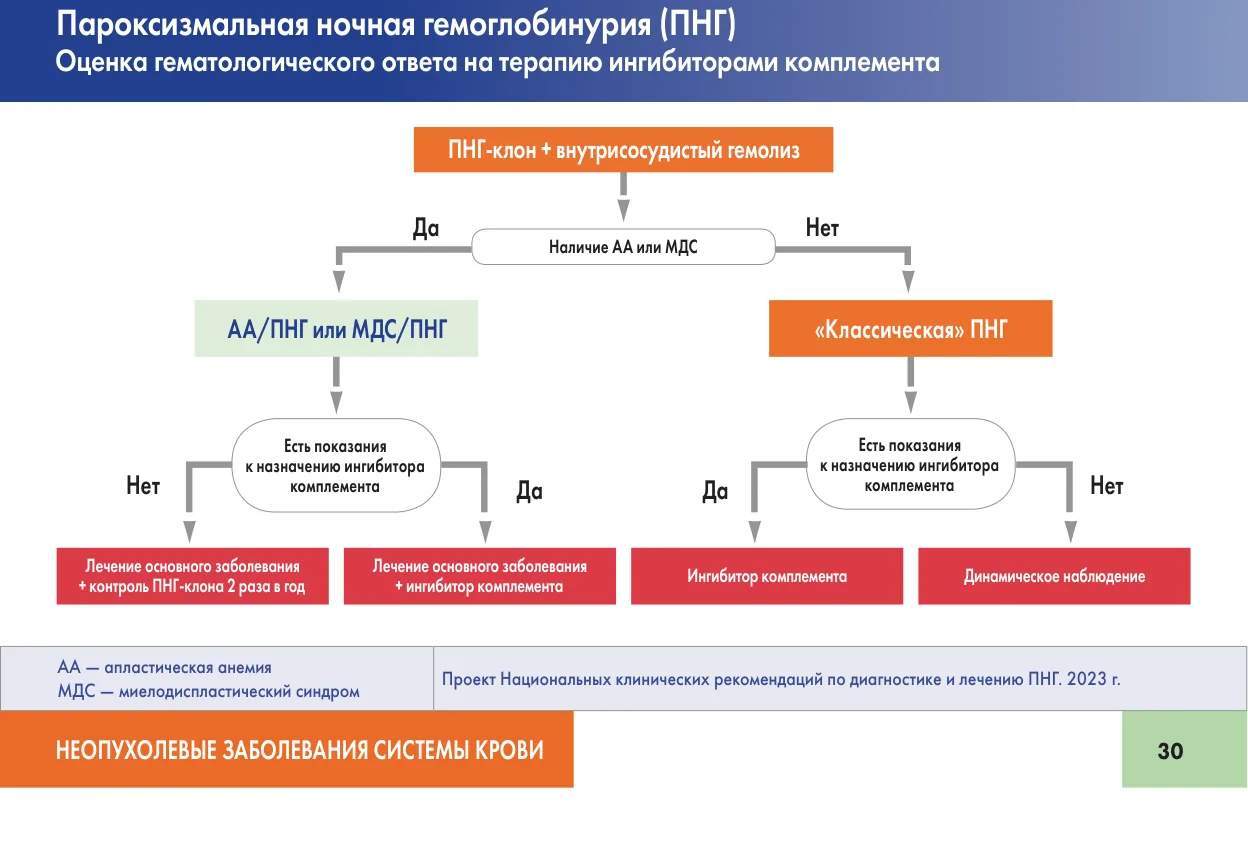 Пароксизмальная ночная гемоглобинурия (ПНГ)
Оценка гематологического ответа на терапию ингибиторами комплемента
ПНГ-клон + внутрисосудистый гемолиз
Да
Наличие АА или МДС
Нет
АА/ПНГ или МДС/ПНГ
«Классическая» ПНГ
Есть показания
к назначению ингибитора
комплемента
Есть показания
к назначению ингибитора
комплемента
Нет
Да
Да
Нет
Лечение основного заболевания
+ контроль ПНГ-клона 2 раза в год
Лечение основного заболевания
+ ингибитор комплемента
Ингибитор комплемента
Динамическое наблюдение
АА — апластическая анемия
МДС — миелодиспластический синдром
Проект Национальных клинических рекомендаций по диагностике и лечению ПНГ. 2023 г.
НЕОПУХОЛЕВЫЕ ЗАБОЛЕВАНИЯ СИСТЕМЫ КРОВИ
30